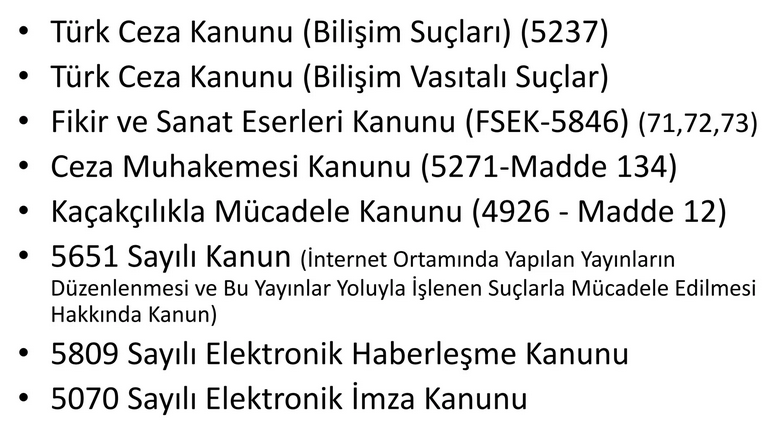 • Türk Ceza Kanunu (Bilişim Suçları) (5237)
• Türk Ceza Kanunu (Bilişim Vasıtalı Suçlar)
• Fikir ve Sanat Eserleri Kanunu (FSEK-5846) (71,72,73)
• Ceza Muhakemesi Kanunu (5271-Madde 134)
• Kaçakçılıkla Mücadele Kanunu (4926 - Madde 12)
• 5651 Sayılı Kanun (İnternet Ortamında Yapılan Yayınların
Düzenlenmesi ve Bu Yayınlar Yoluyla İşlenen Suçlarla Mücadele Edilmesi
Hakkında Kanun)
• 5809 Sayılı Elektronik Haberleşme Kanunu
• 5070 Sayılı Elektronik İmza Kanunu